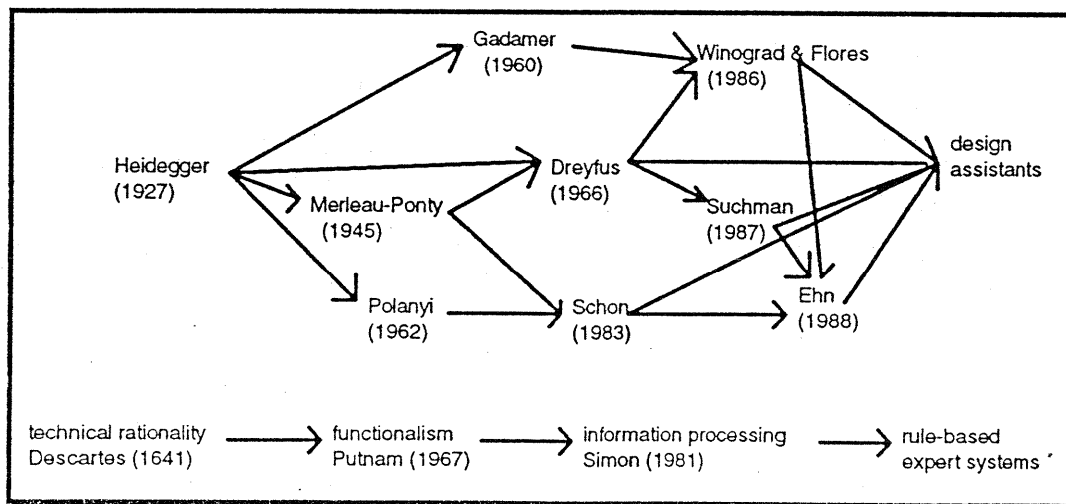 Gadamer
(1960)
Winograd & Flores
(1986)
Heidegger
(1927)
Merleau-Ponty
(1945)
Dreyfus
(1966)
Suchman
(1987)
design
assistants
Polanyi
(1962)
Schon
(1983)
Ehn
(1988)
technical rationality
Descartes (1641)
functionalism
Putnam (1967)
information processing
Simon (1981)
rule-based
expert systems